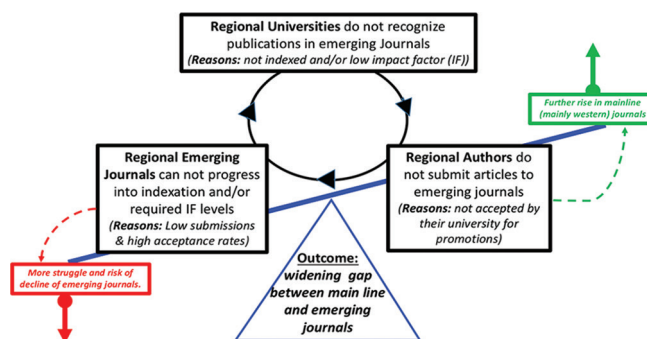 Regional Universities do not recognize
publications in emerging Journals
(Reasons: not indexed and/or low impact factor (IF))
Further rise in mainline
(mainly western) journals
Regional Emerging
Journals can not progress
into indexation and/or
required IF levels
(Reasons: Low submissions
& high acceptance rates)
Regional Authors do
not submit articles to
emerging journals
(Reasons: not accepted by
their university for
promotions)
More struggle and risk of
decline of emerging journals.
Outcome:
widening gap
between main line
and emerging
journals